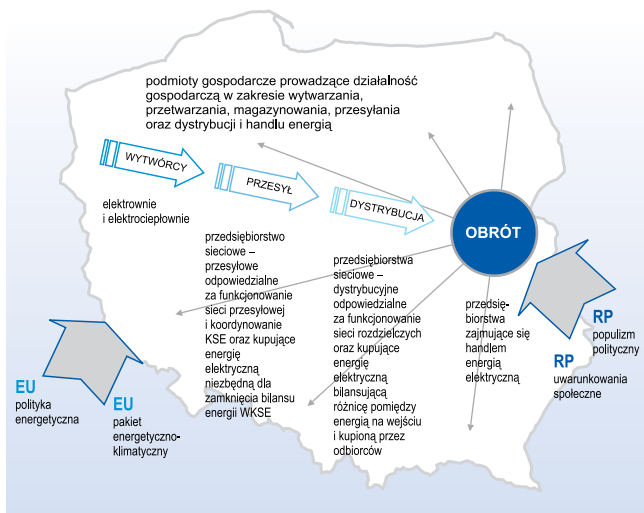 podmioty gospodarcze prowadzące działalność
gospodarczą w zakresie wytwarzania,
przetwarzania, magazynowania, przesyłania
oraz dystrybucji i handlu energią
WYTWÓRCY
PRZESYŁ
DYSTRYBUCJA
OBRÓT
elektrownie
i elektrociepłownie
przedsiębiorstwo
sieciowe –
przesyłowe
odpowiedzialne
za funkcjonowanie
sieci przesyłowej
i koordynowanie
KSE oraz kupujące
energię
elektryczną
niezbędną dla
zamknięcia bilansu
energii WKSE
przedsiębiorstwa
sieciowe –
dystrybucyjne
odpowiedzialne
za funkcjonowanie
sieci rozdzielczych
oraz kupujące
energię
elektryczną
bilansującą
różnicę pomiędzy
energią na wejściu
i kupioną przez
odbiorców
przedsię-
biorstwa
zajmujące się
handlem
energią
elektryczną
RP
populizm
polityczny
RP
uwarunkowania
społeczne
EU
polityka
energetyczna
EU
pakiet
energetyczno-
klimatyczny